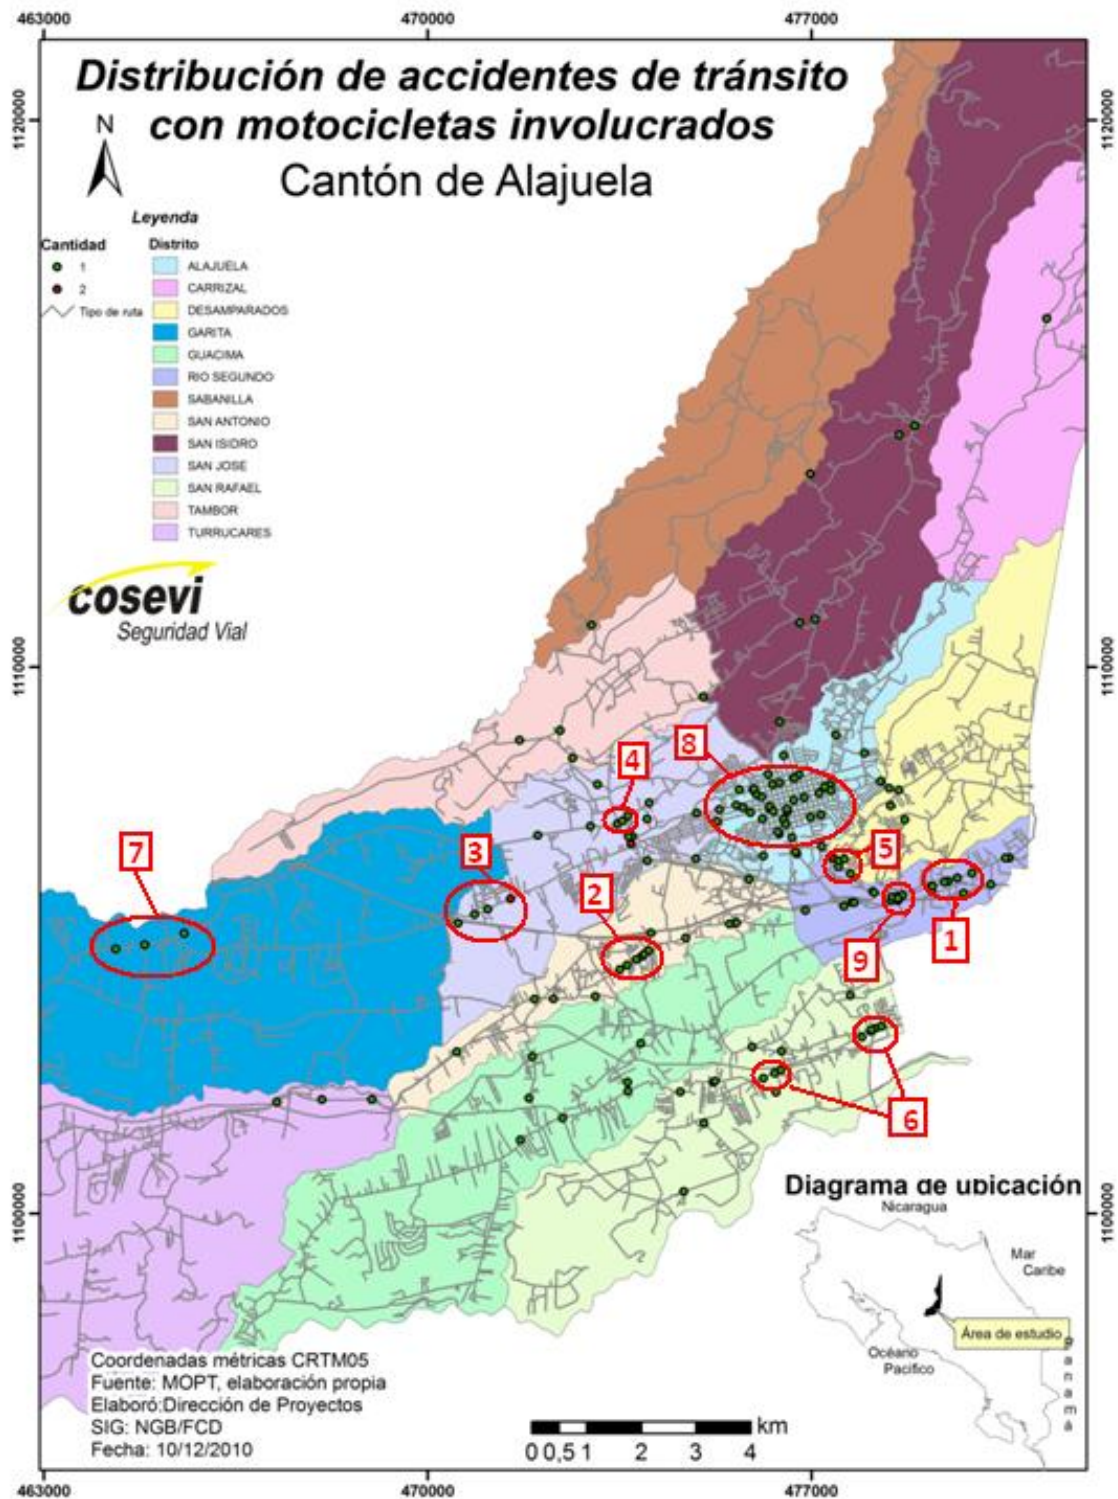 463000
470000
477000
Distribución de accidentes de tránsito
con motocicletas involucrados
Cantón de Alajuela
N
1120000
1120000
Leyenda
Cantidad
1
2
Tipo de ruta
Distrito
ALAJUELA
CARRIZAL
DESAMPARADOS
GARITA
GUACIMA
RIO SEGUNDO
SABANILLA
SAN ANTONIO
SAN ISIDRO
SAN JOSE
SAN RAFAEL
TAMBOR
TURRUCARES
cosevi
Seguridad Vial
1110000
1110000
8
4
7
3
5
2
1
9
6
1100000
1100000
Diagrama de ubicación
Nicaragua
Mar
Caribe
Área de estudio
Océano
Pacifico
Panamá
Coordenadas métricas CRTM05
Fuente: MOPT, elaboración propia
Elaboró:Dirección de Proyectos
SIG: NGB/FCD
Fecha: 10/12/2010
km
0 0,5 1 2 3 4
463000
470000
477000